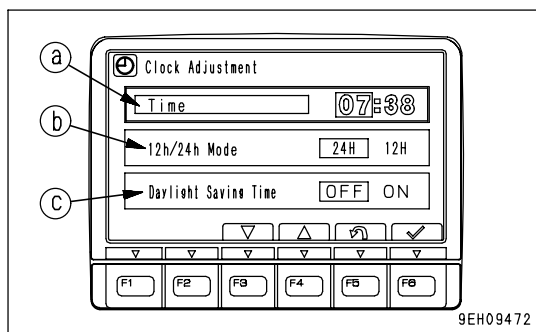 a
Clock Adjustment
Time 07:38
b
12h/24h Mode 24H 12H
c
Daylight Saving Time OFF ON
F1 F2 F3 F4 F5 F6
9EH09472